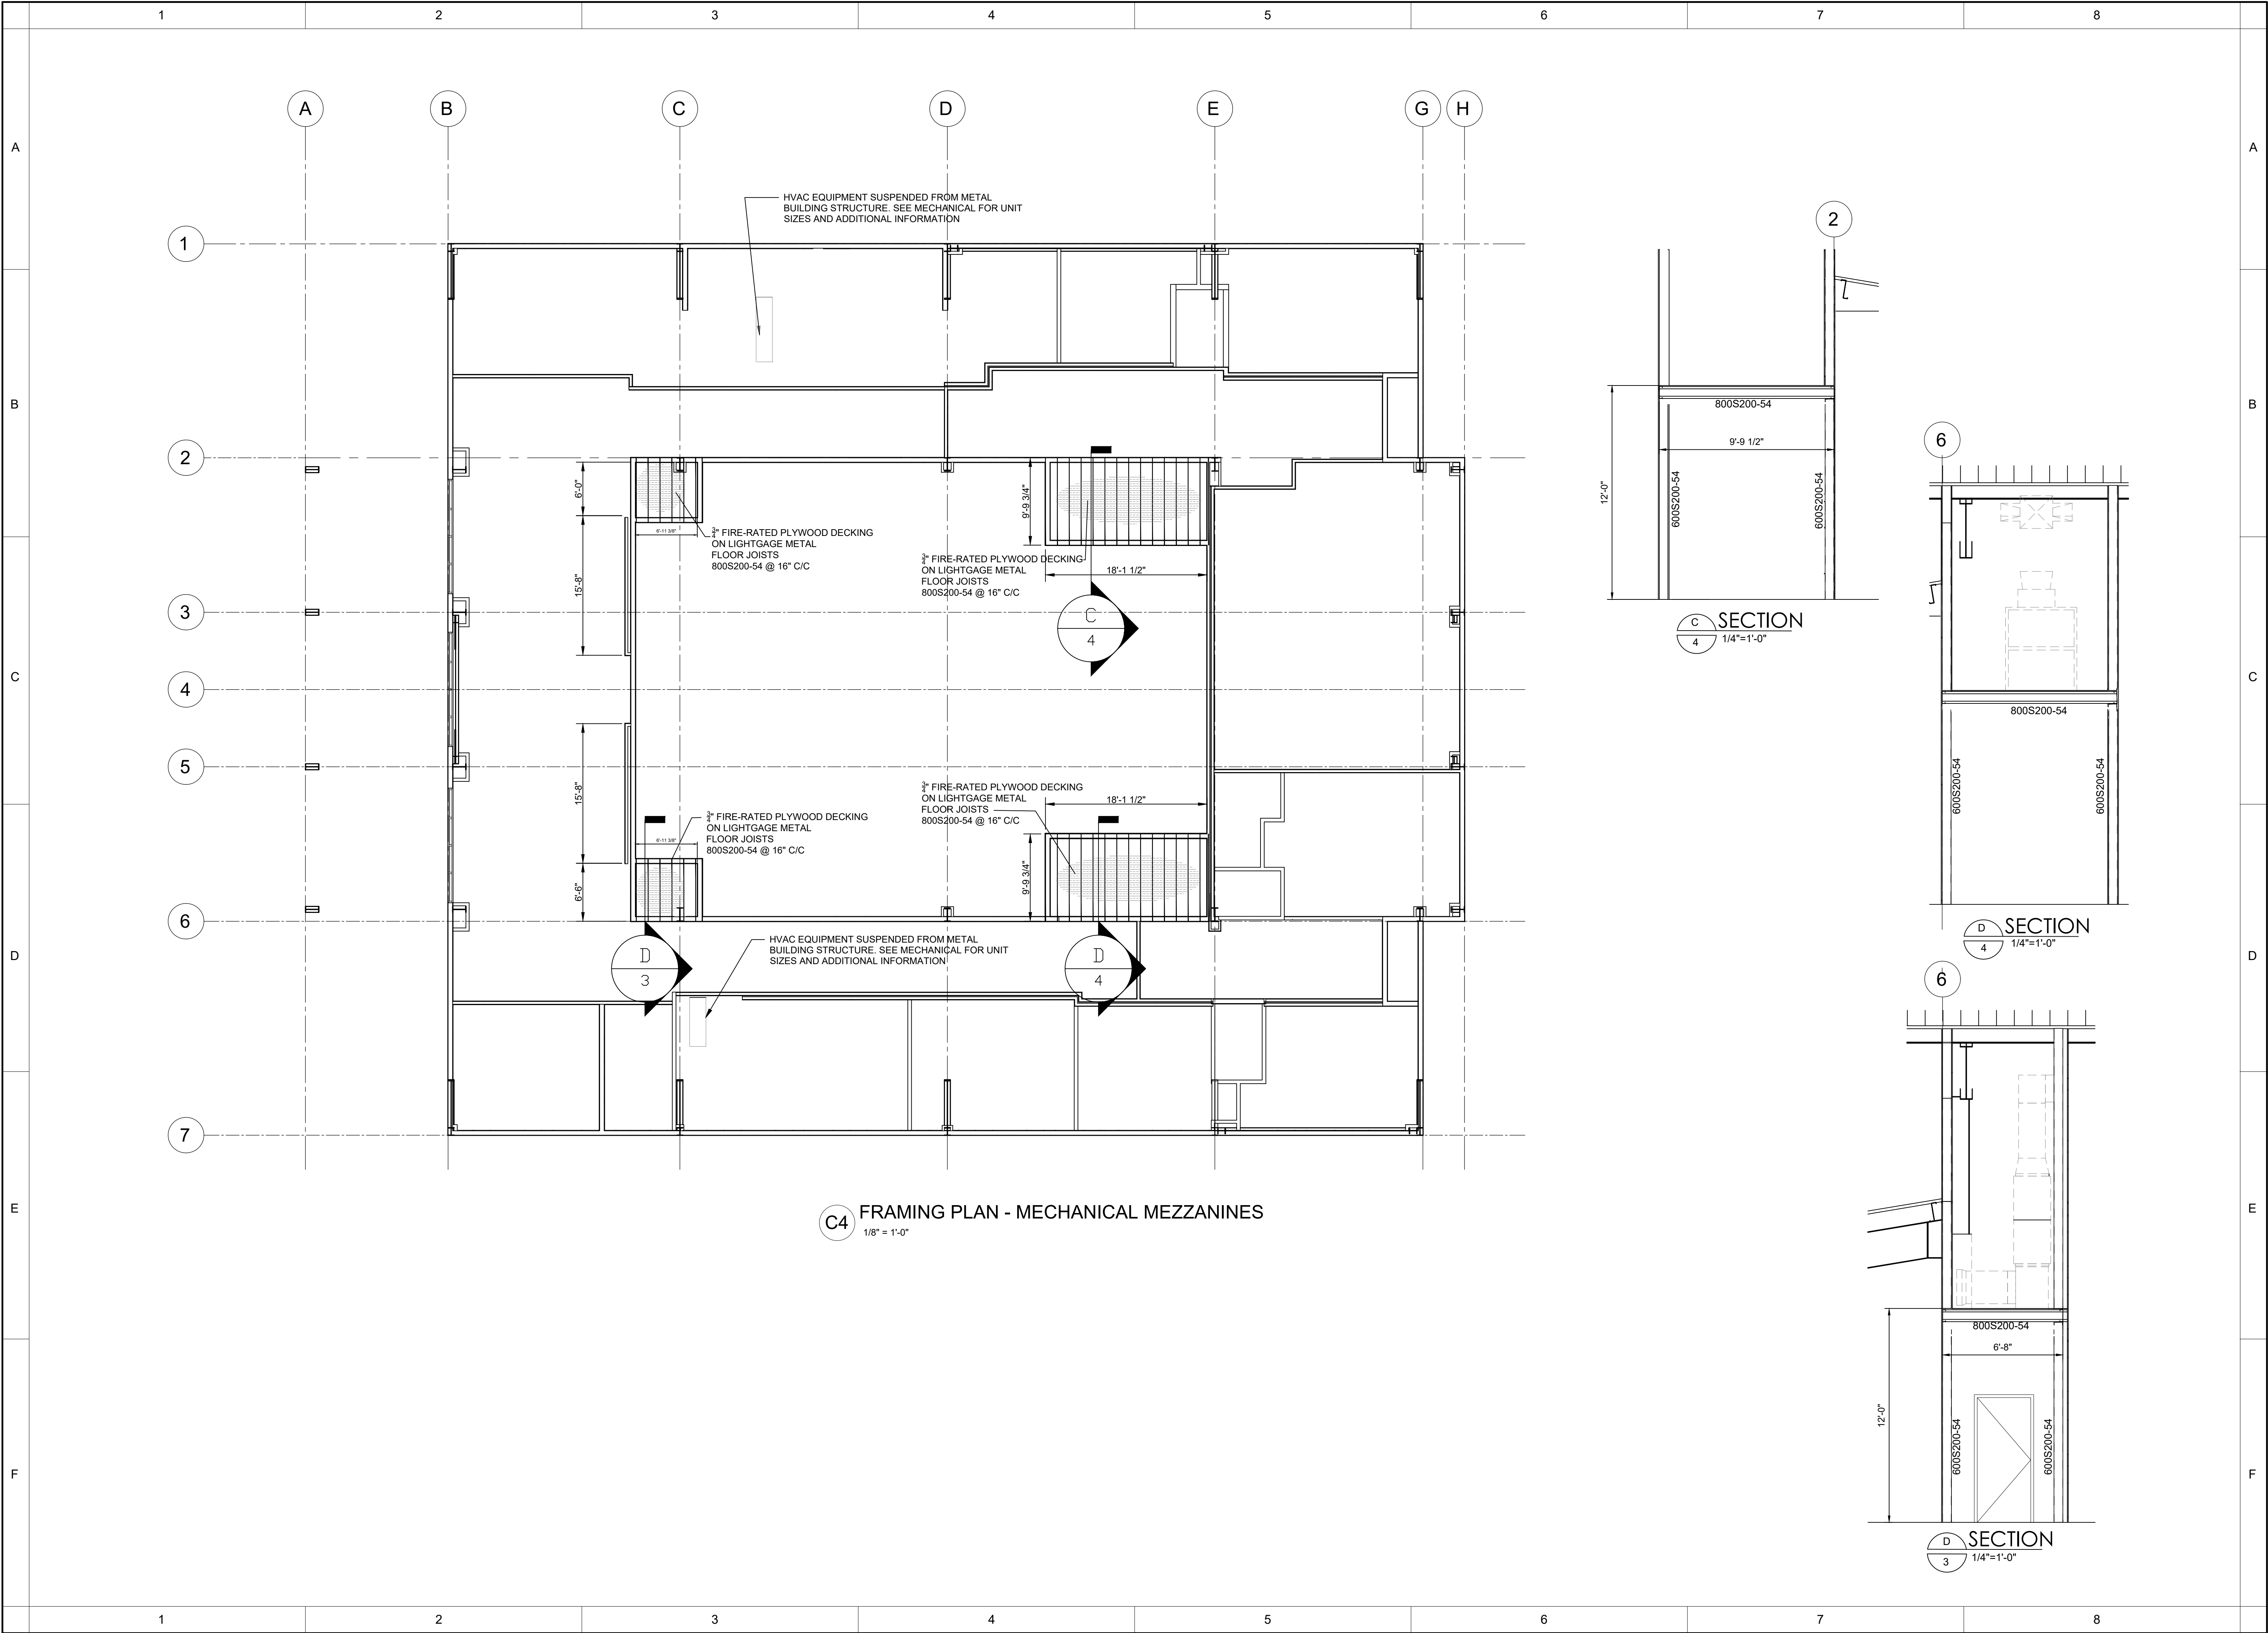 1 2 3 4 5 6 7 8
A A
B B
C C
D D
E E
F F
A B C D E G H
1
2
3
4
5
6
7
HVAC EQUIPMENT SUSPENDED FROM METAL
BUILDING STRUCTURE. SEE MECHANICAL FOR UNIT
SIZES AND ADDITIONAL INFORMATION
6'-0"
15'-8"
15'-8"
6'-6"
6'-11 3/8"
3/4" FIRE-RATED PLYWOOD DECKING
ON LIGHTGAGE METAL
FLOOR JOISTS
800S200-54 @ 16" C/C
9'-9 3/4"
3/4" FIRE-RATED PLYWOOD DECKING
ON LIGHTGAGE METAL
FLOOR JOISTS
800S200-54 @ 16" C/C
18'-1 1/2"
C
4
3/4" FIRE-RATED PLYWOOD DECKING
ON LIGHTGAGE METAL
FLOOR JOISTS
800S200-54 @ 16" C/C
18'-1 1/2"
9'-9 3/4"
3/4" FIRE-RATED PLYWOOD DECKING
ON LIGHTGAGE METAL
FLOOR JOISTS
800S200-54 @ 16" C/C
6'-11 3/8"
HVAC EQUIPMENT SUSPENDED FROM METAL
BUILDING STRUCTURE. SEE MECHANICAL FOR UNIT
SIZES AND ADDITIONAL INFORMATION
D
3
D
4
C4 FRAMING PLAN - MECHANICAL MEZZANINES
1/8" = 1'-0"
2
800S200-54
9'-9 1/2"
12'-0"
600S200-54
600S200-54
C SECTION
4 1/4"=1'-0"
6
800S200-54
600S200-54
600S200-54
D SECTION
4 1/4"=1'-0"
6
800S200-54
6'-8"
12'-0"
600S200-54
600S200-54
D SECTION
3 1/4"=1'-0"
1 2 3 4 5 6 7 8